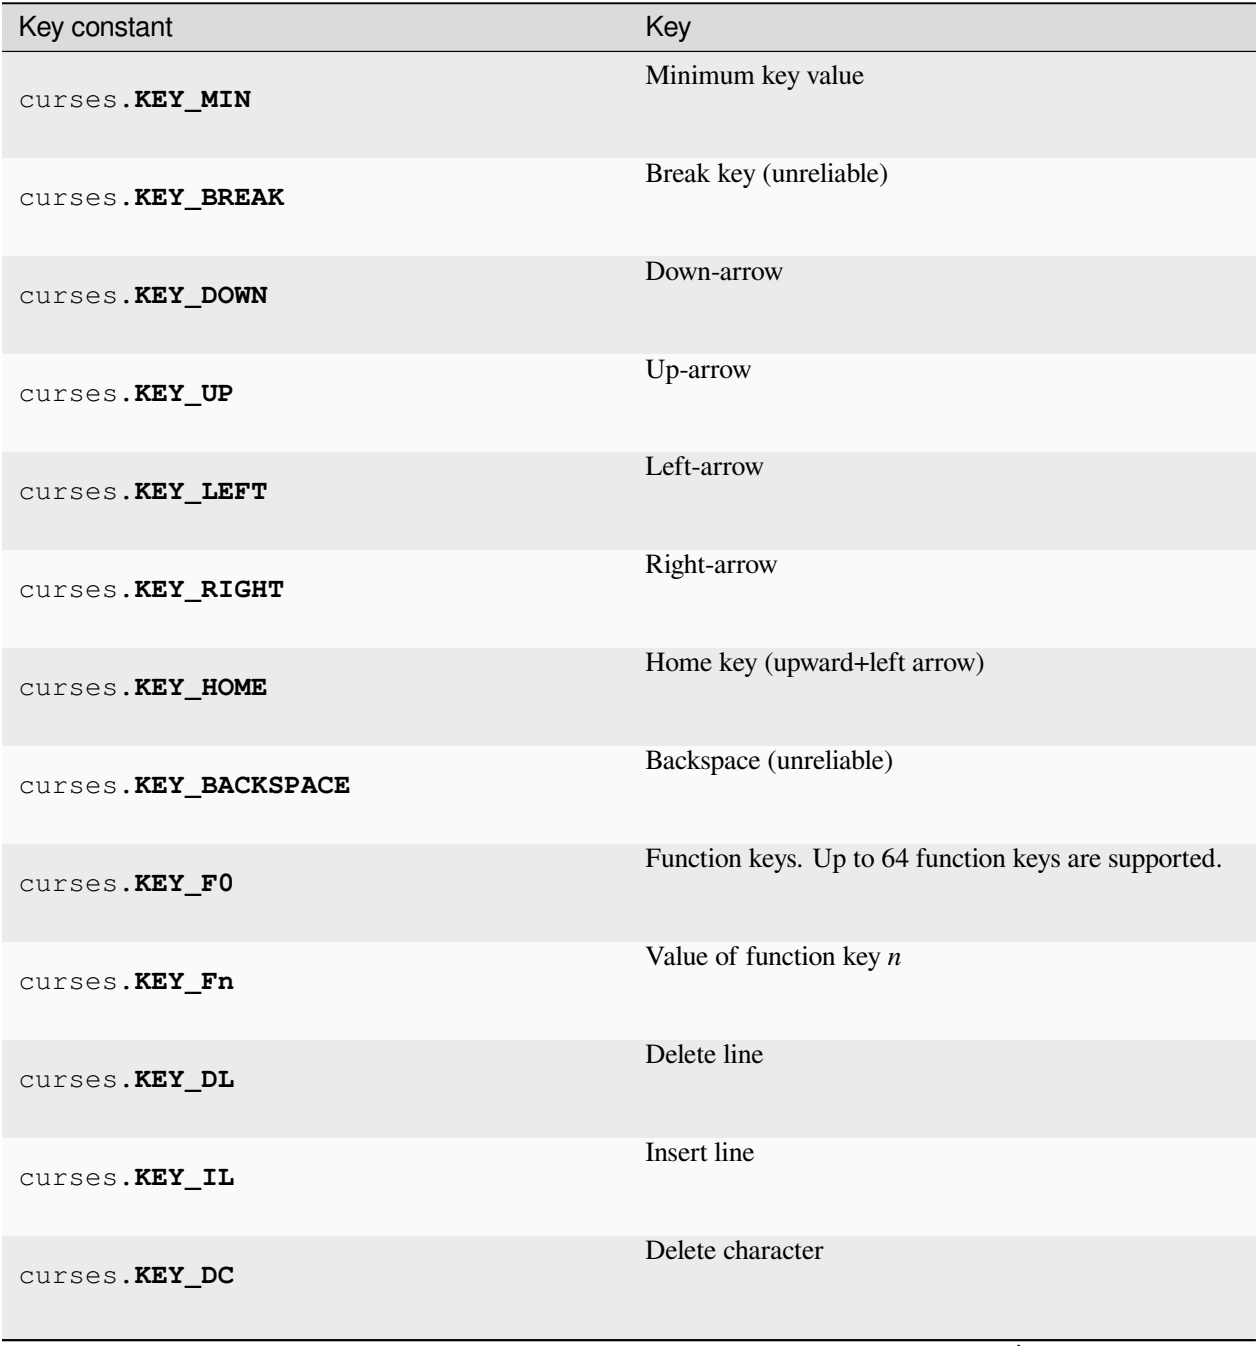 Key constant Key
Minimum key value
curses.KEY_MIN
Break key (unreliable)
curses.KEY_BREAK
Down-arrow
curses.KEY_DOWN
Up-arrow
curses.KEY_UP
Left-arrow
curses.KEY_LEFT
Right-arrow
curses.KEY_RIGHT
Home key (upward+left arrow)
curses.KEY_HOME
Backspace (unreliable)
curses.KEY_BACKSPACE
Function keys. Up to 64 function keys are supported.
curses.KEY_F0
Value of function key n
curses.KEY_Fn
Delete line
curses.KEY_DL
Insert line
curses.KEY_IL
Delete character
curses.KEY_DC